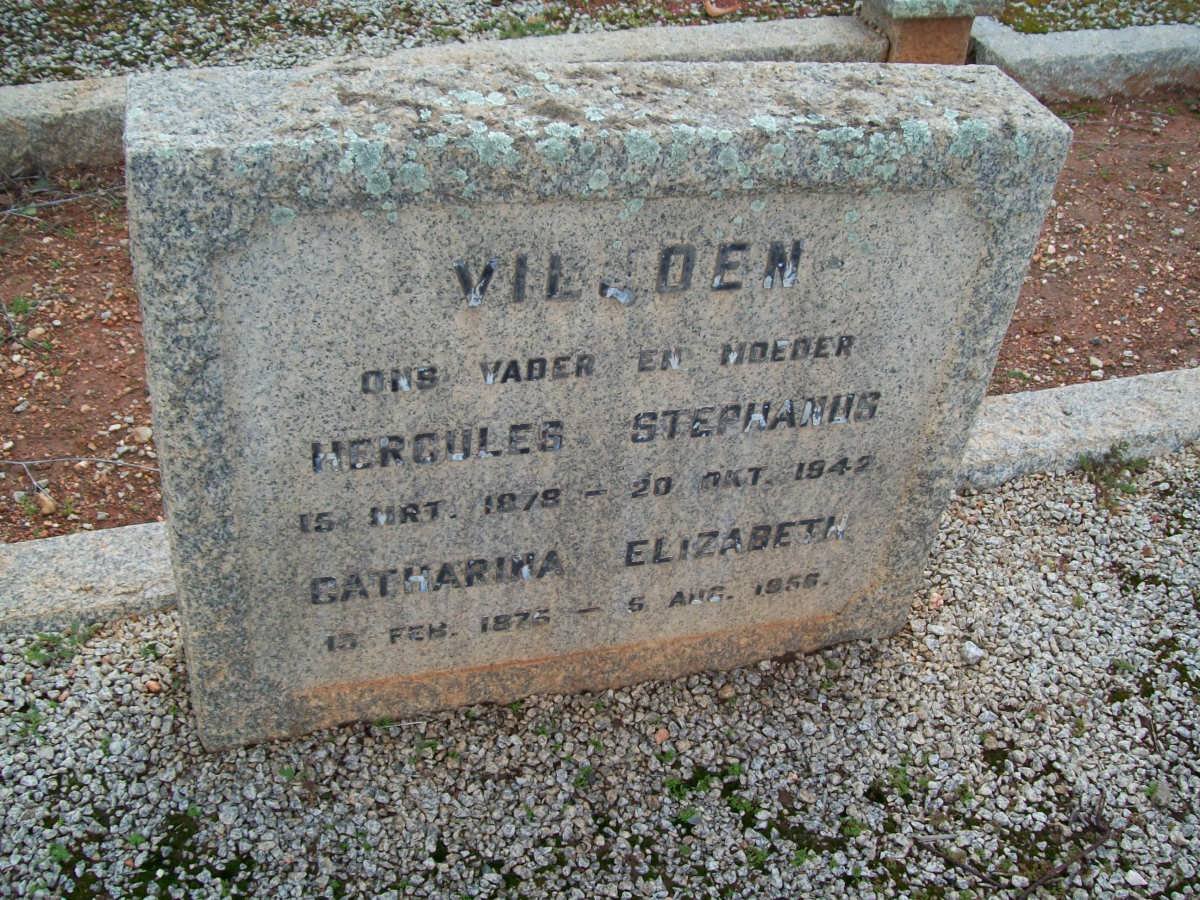 VILJOEN
ONS VADER EN MOEDER
HERCULES STEPHANUS
15 MRT. 1878 – 20 OKT. 1942
CATHARINA ELIZABETH
15 FEB. 1875 – 5 AUG. 1956.